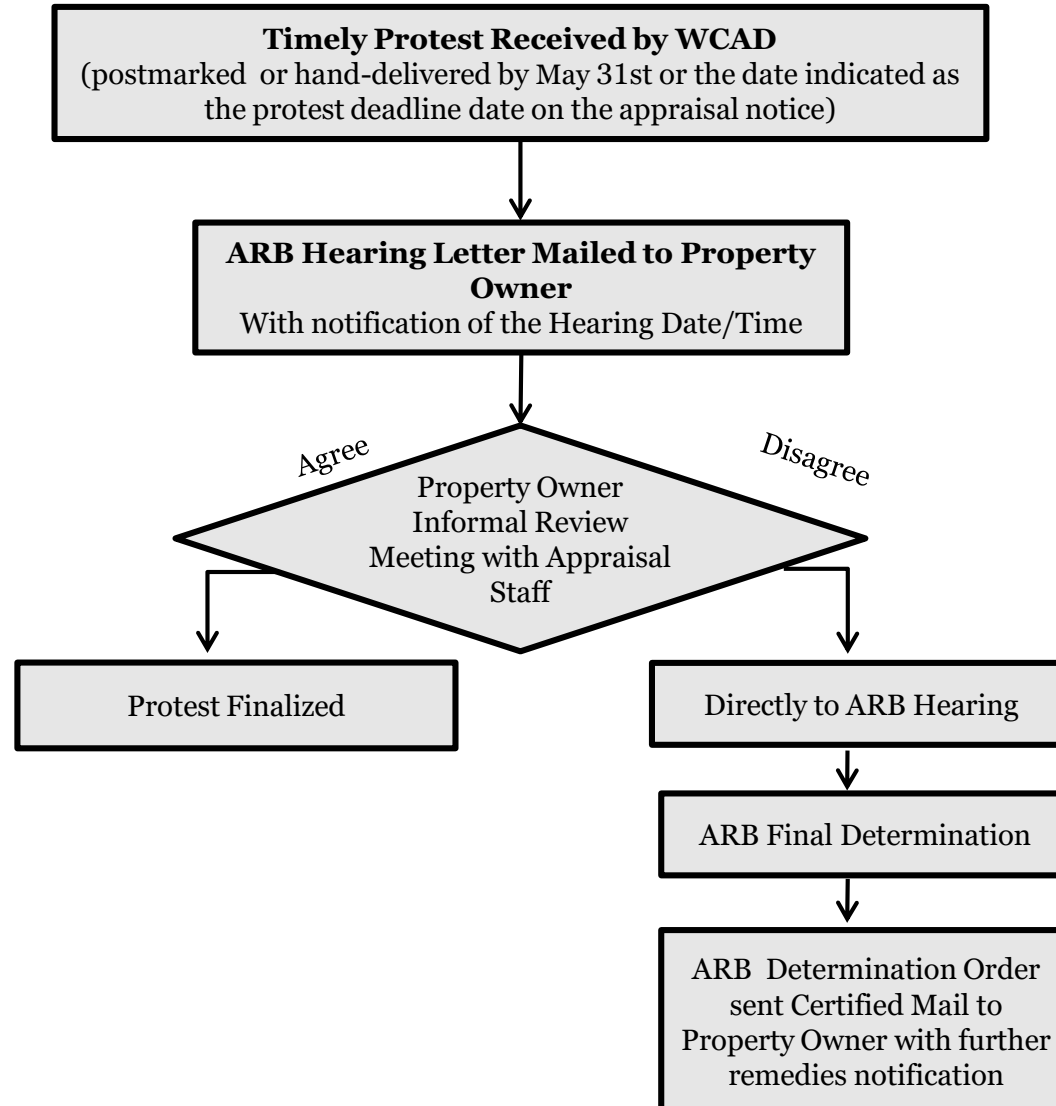 Timely Protest Received by WCAD
(postmarked or hand-delivered by May 31st or the date indicated as
the protest deadline date on the appraisal notice)
ARB Hearing Letter Mailed to Property
Owner
With notification of the Hearing Date/Time
Agree
Disagree
Property Owner
Informal Review
Meeting with Appraisal
Staff
Protest Finalized
Directly to ARB Hearing
ARB Final Determination
ARB Determination Order
sent Certified Mail to
Property Owner with further
remedies notification